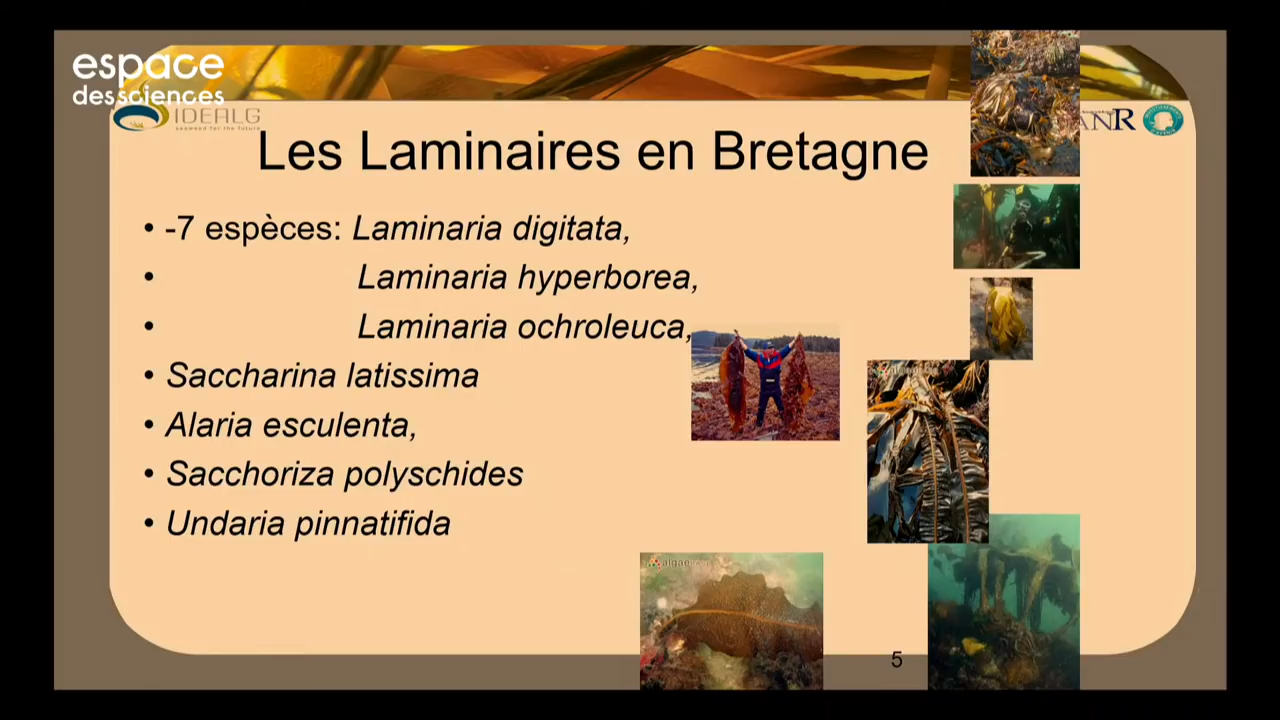 espace
des sciences
IDEALG
seaweed for the future
ANR
Les Laminaires en Bretagne
• -7 espèces: Laminaria digitata,
• Laminaria hyperborea,
• Laminaria ochroleuca,
• Saccharina latissima
• Alaria esculenta,
• Sacchoriza polyschides
• Undaria pinnatifida
5